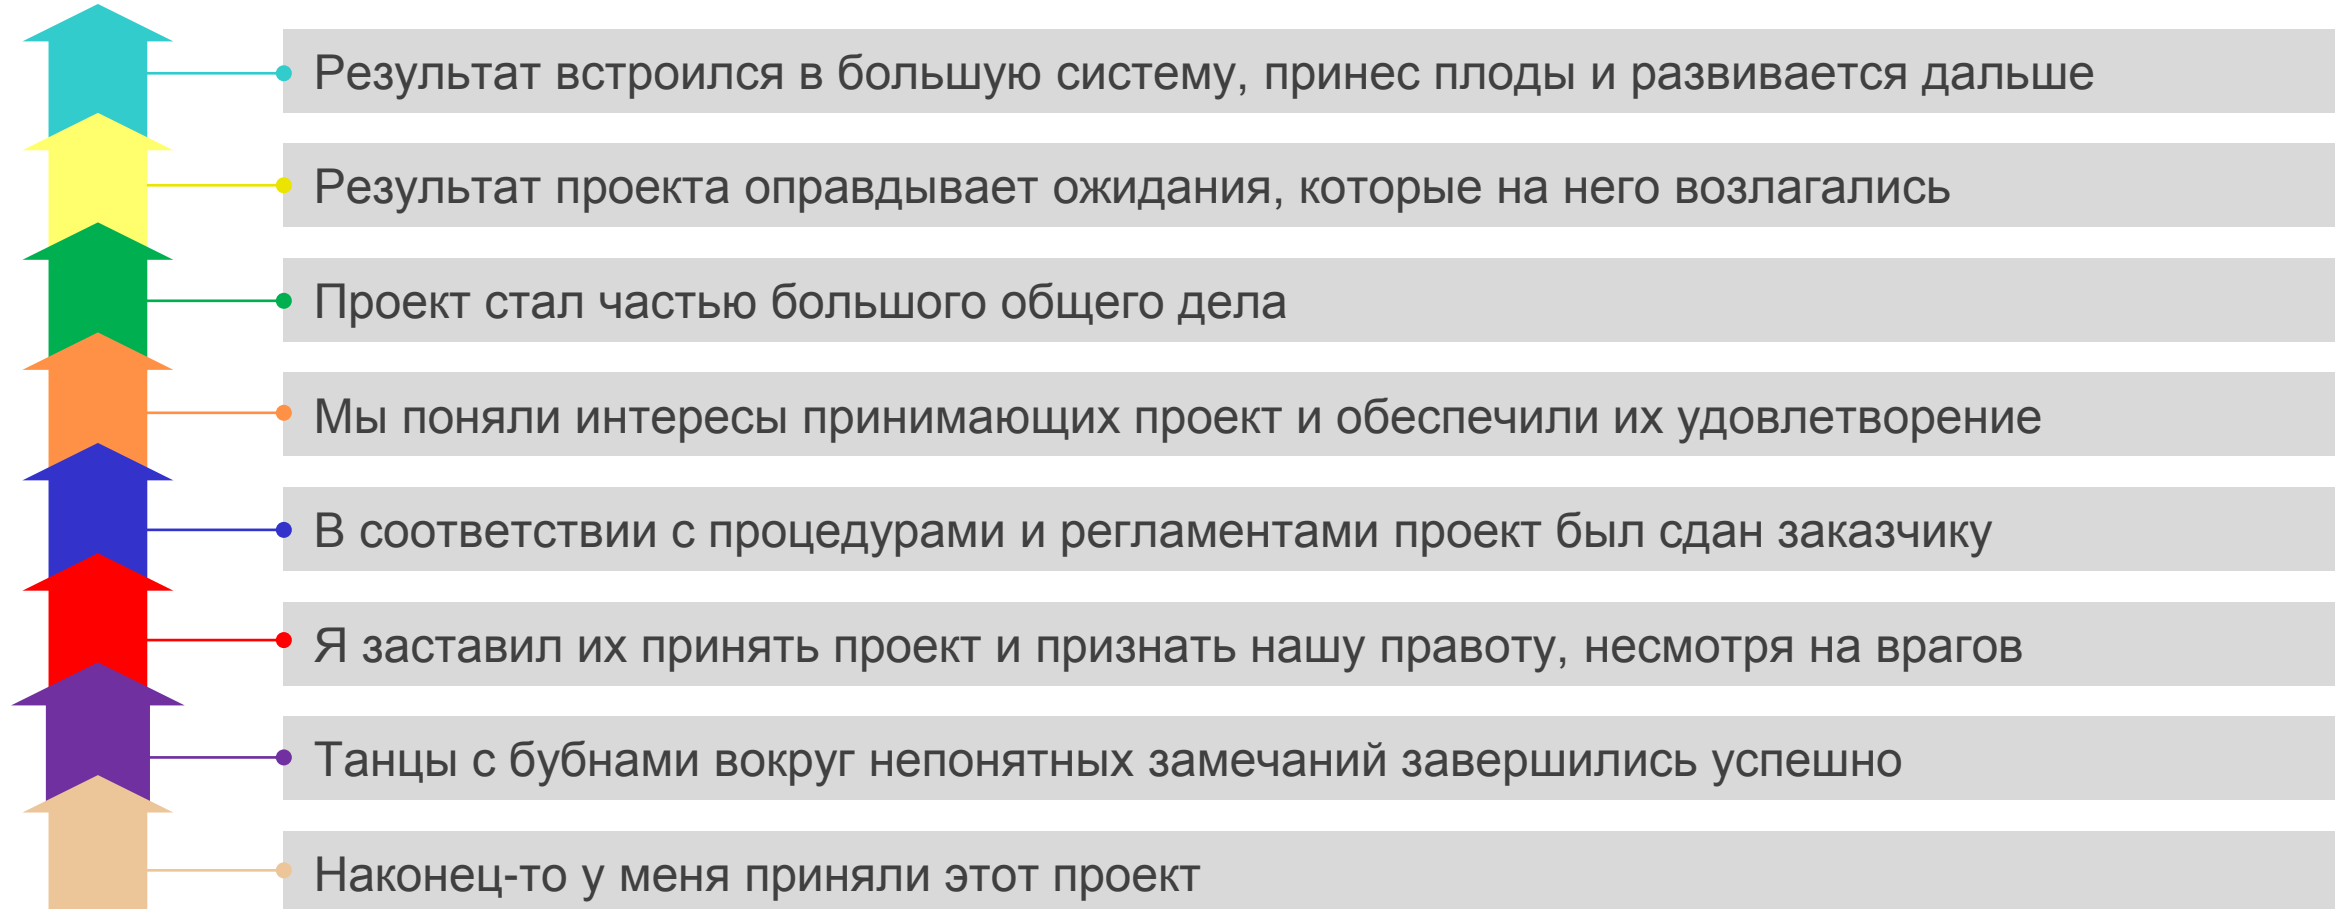 Результат встроился в большую систему, принес плоды и развивается дальше
Результат проекта оправдывает ожидания, которые на него возлагались
Проект стал частью большого общего дела
Мы поняли интересы принимающих проект и обеспечили их удовлетворение
В соответствии с процедурами и регламентами проект был сдан заказчику
Я заставил их принять проект и признать нашу правоту, несмотря на врагов
Танцы с бубнами вокруг непонятных замечаний завершились успешно
Наконец-то у меня приняли этот проект